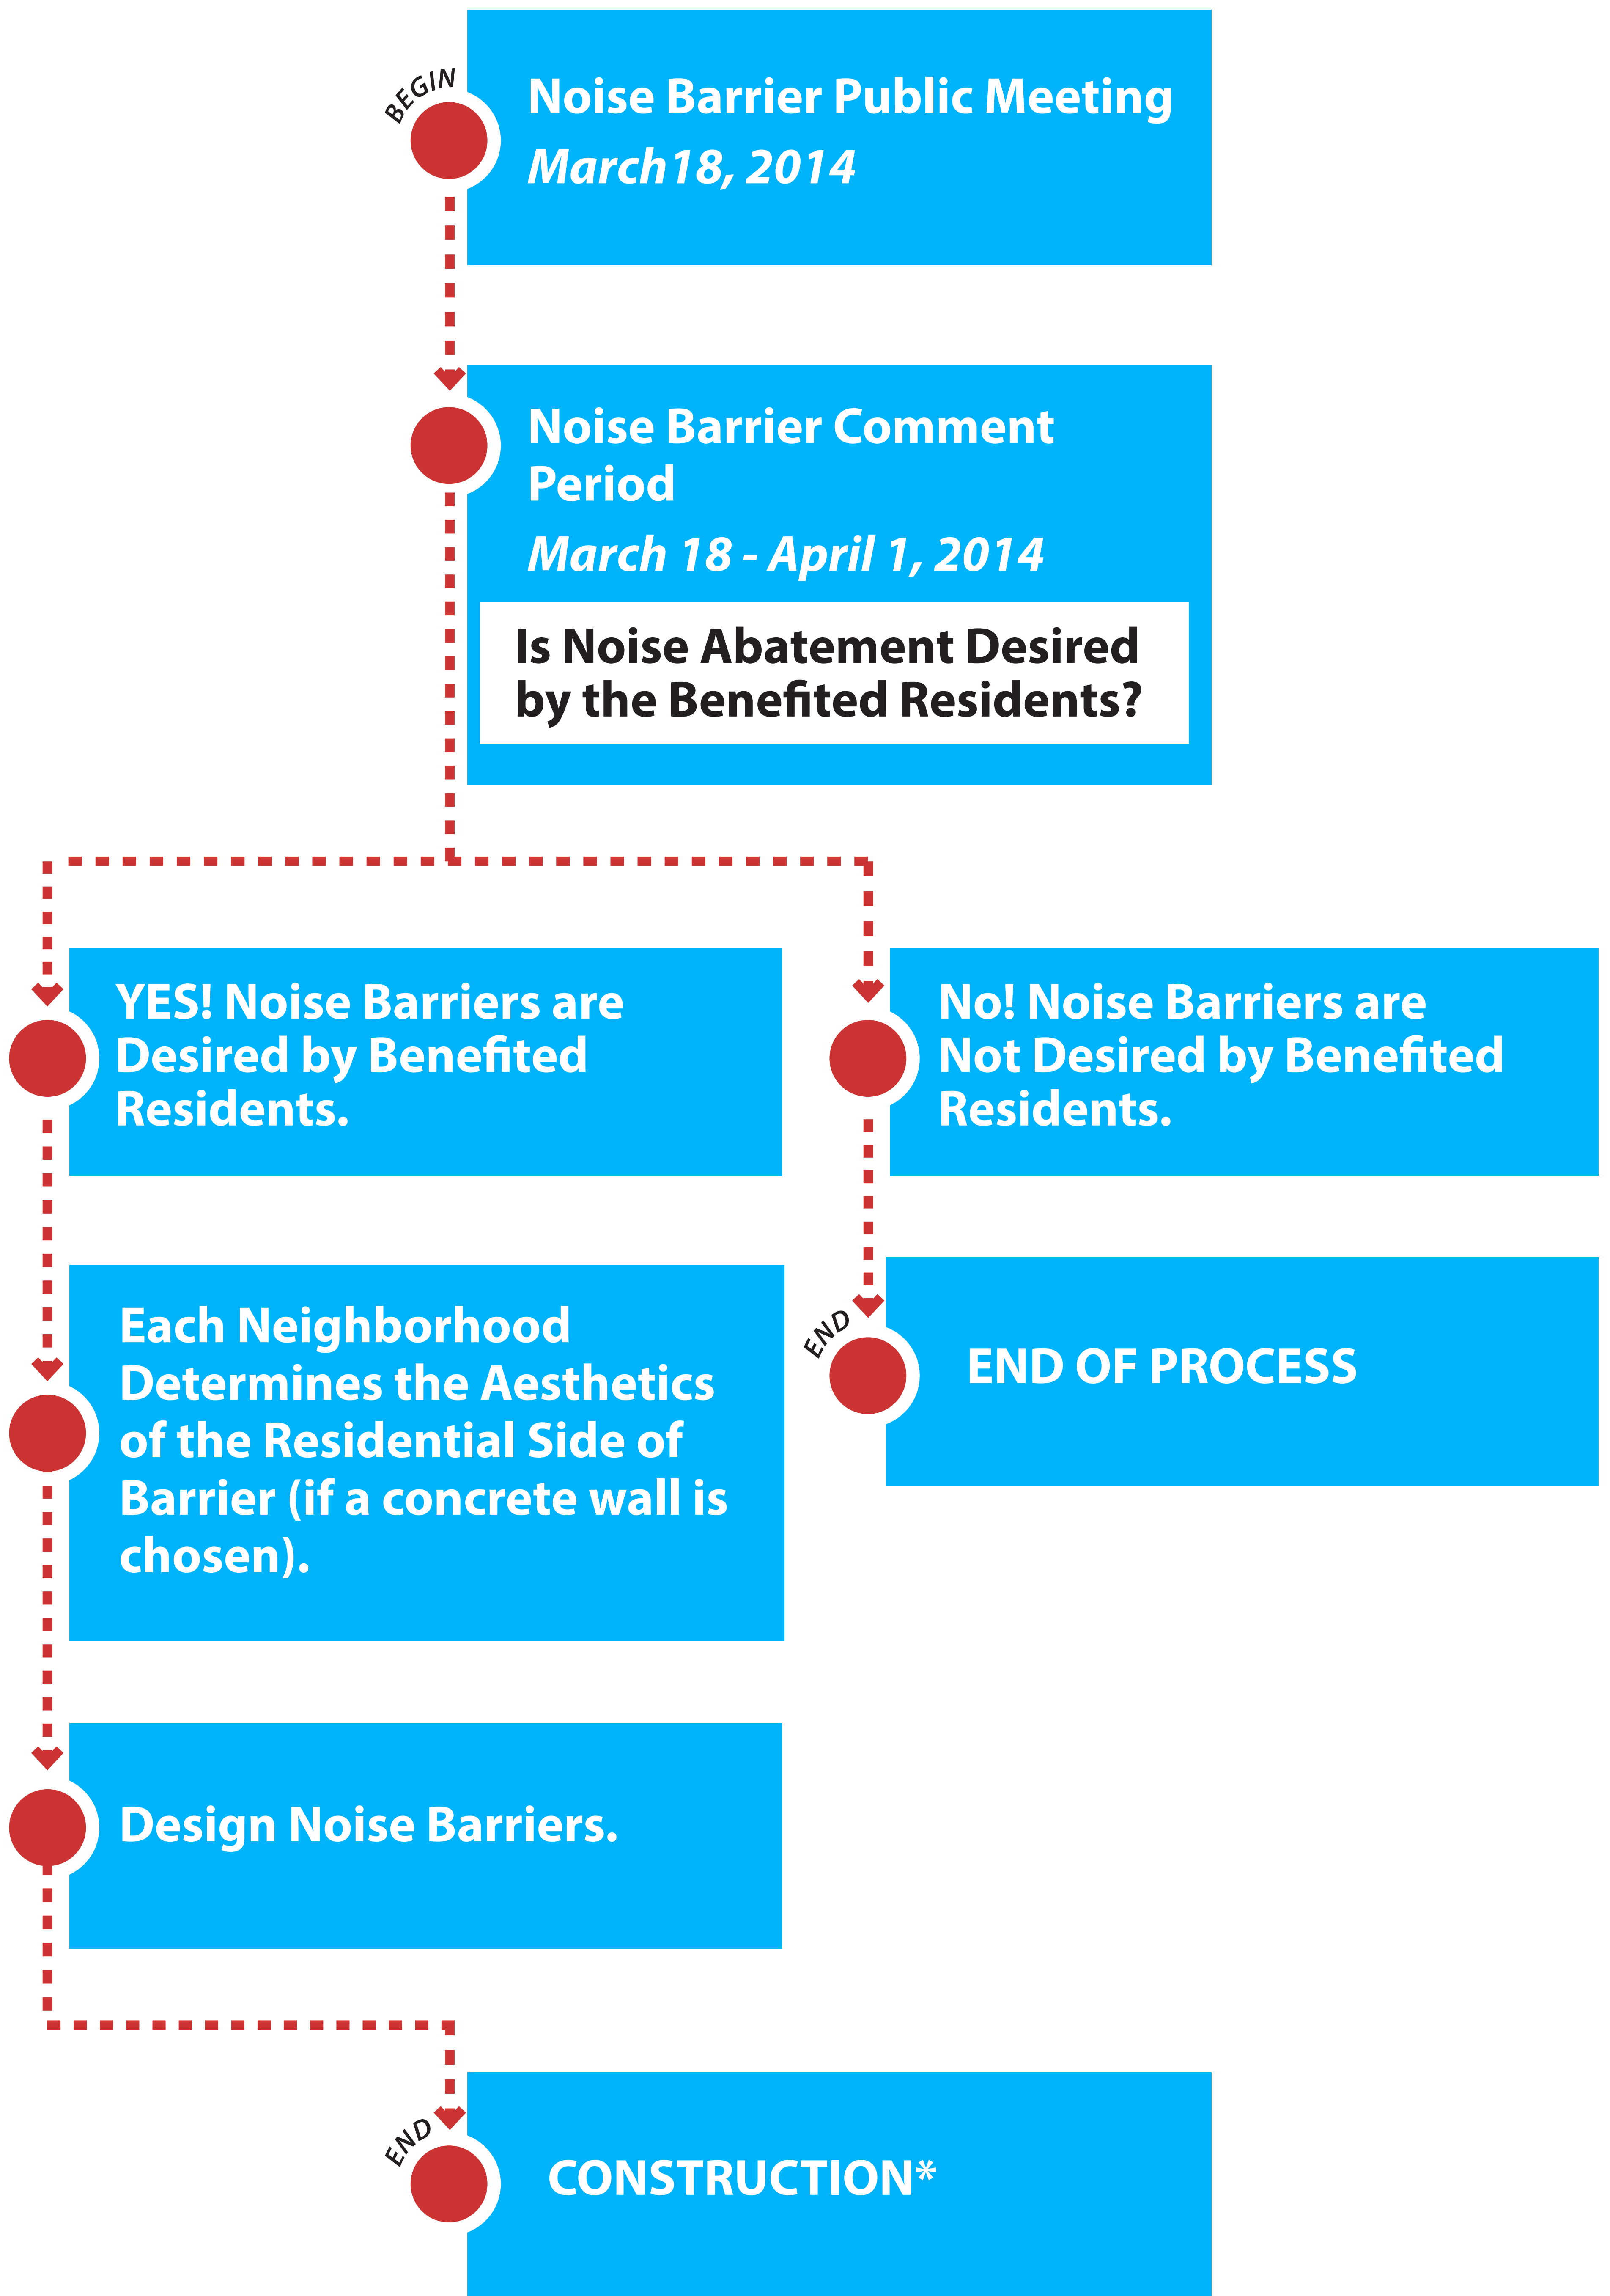 BEGIN
Noise Barrier Public Meeting
March18, 2014
Noise Barrier Comment
Period
March 18 - April 1, 2014
Is Noise Abatement Desired
by the Benefited Residents?
YES! Noise Barriers are
Desired by Benefited
Residents.
No! Noise Barriers are
Not Desired by Benefited
Residents.
Each Neighborhood
Determines the Aesthetics
of the Residential Side of
Barrier (if a concrete wall is
chosen).
END
END OF PROCESS
Design Noise Barriers.
END
CONSTRUCTION*